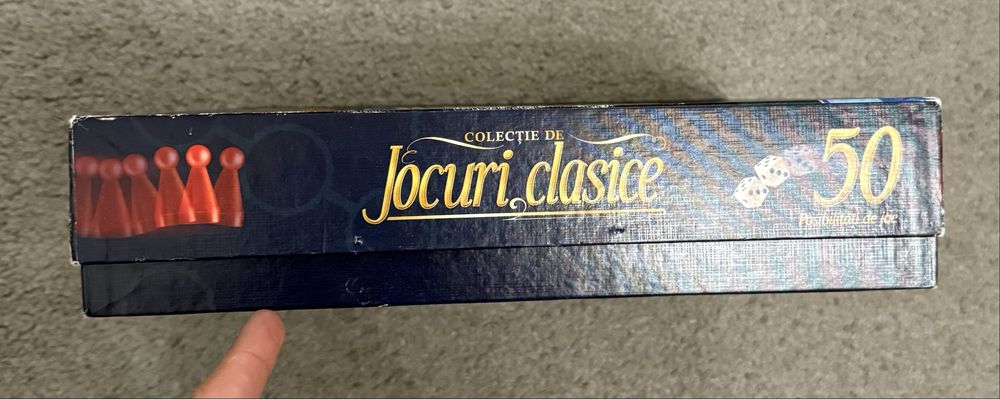 COLECȚIE DE
Jocuri clasice
50
Posibilități de joc